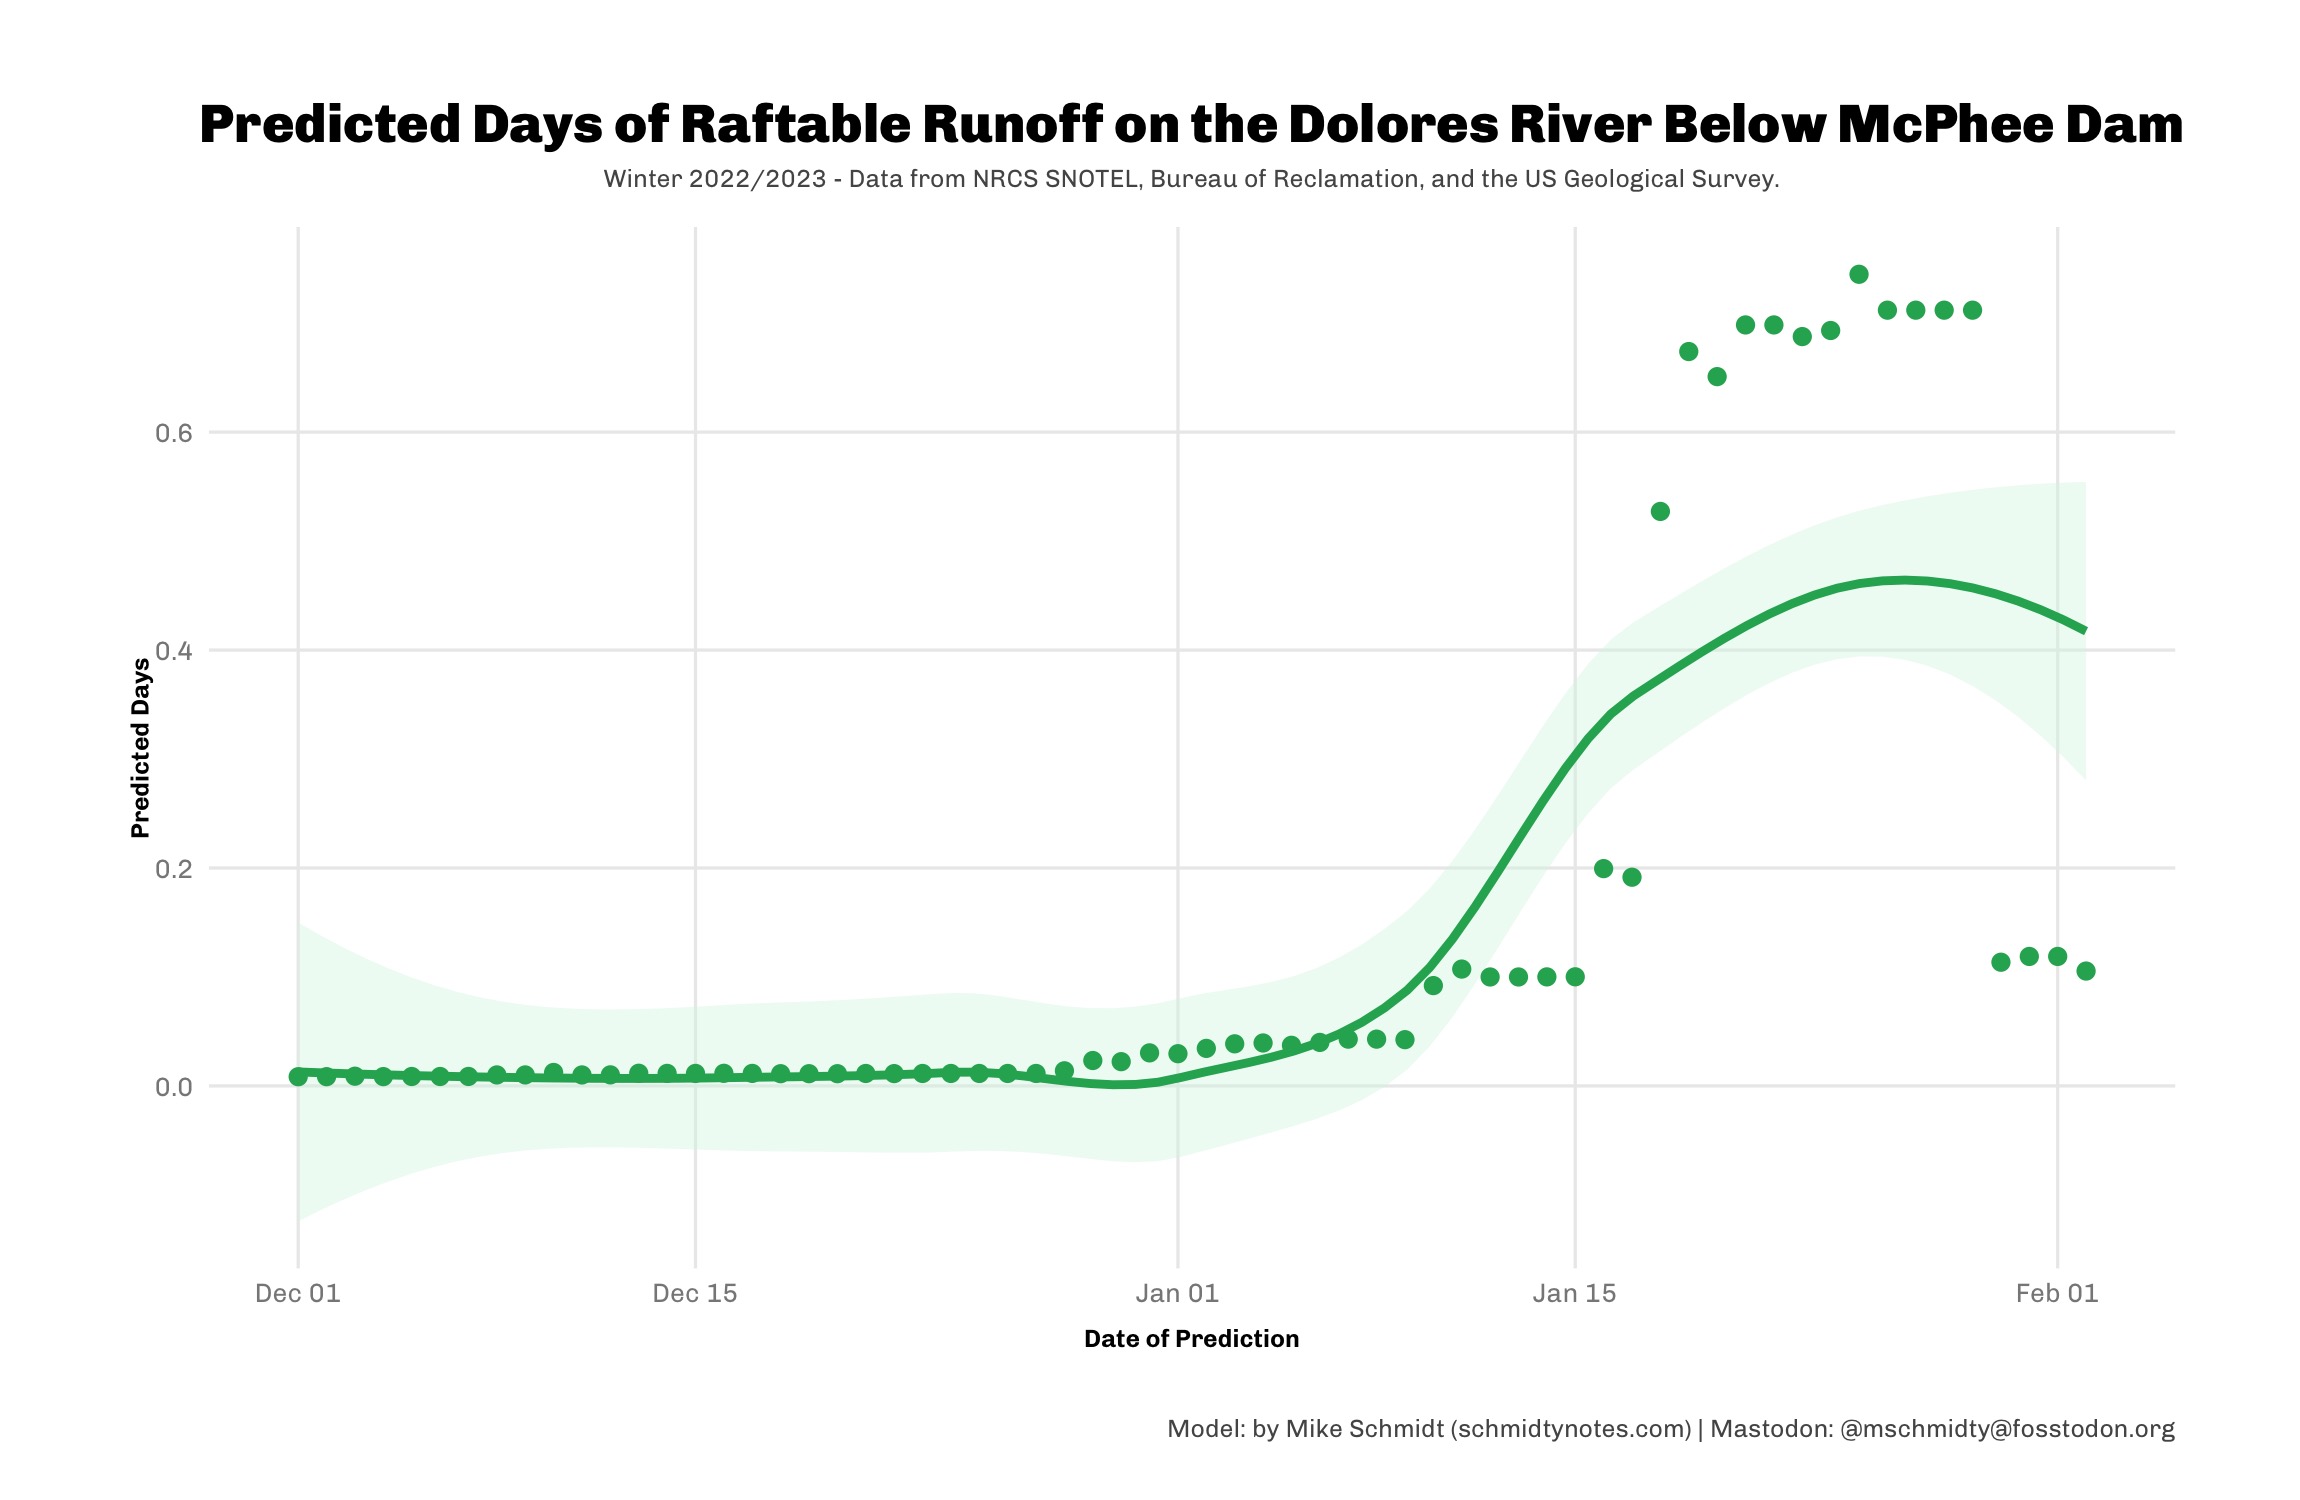 Predicted Days of Raftable Runoff on the Dolores River Below McPhee Dam
Winter 2022/2023 - Data from NRCS SNOTEL, Bureau of Reclamation, and the US Geological Survey.
Predicted Days
0.6
0.4
0.2
0.0
Dec 01
Dec 15
Jan 01
Jan 15
Feb 01
Date of Prediction
Model: by Mike Schmidt (schmidtynotes.com) | Mastodon: @mschmidty@fosstodon.org